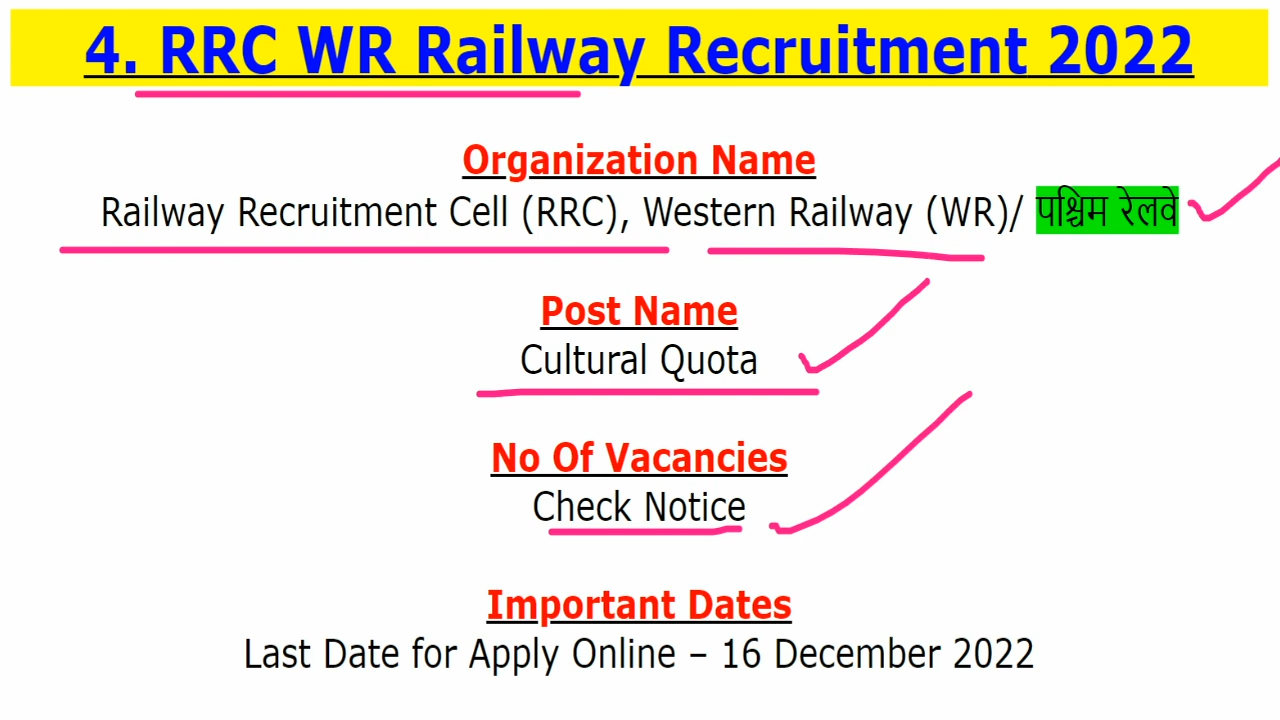 4. RRC WR Railway Recruitment 2022
Organization Name
Railway Recruitment Cell (RRC), Western Railway (WR)/ पश्चिम रेलवे
Post Name
Cultural Quota
No Of Vacancies
Check Notice
Important Dates
Last Date for Apply Online – 16 December 2022